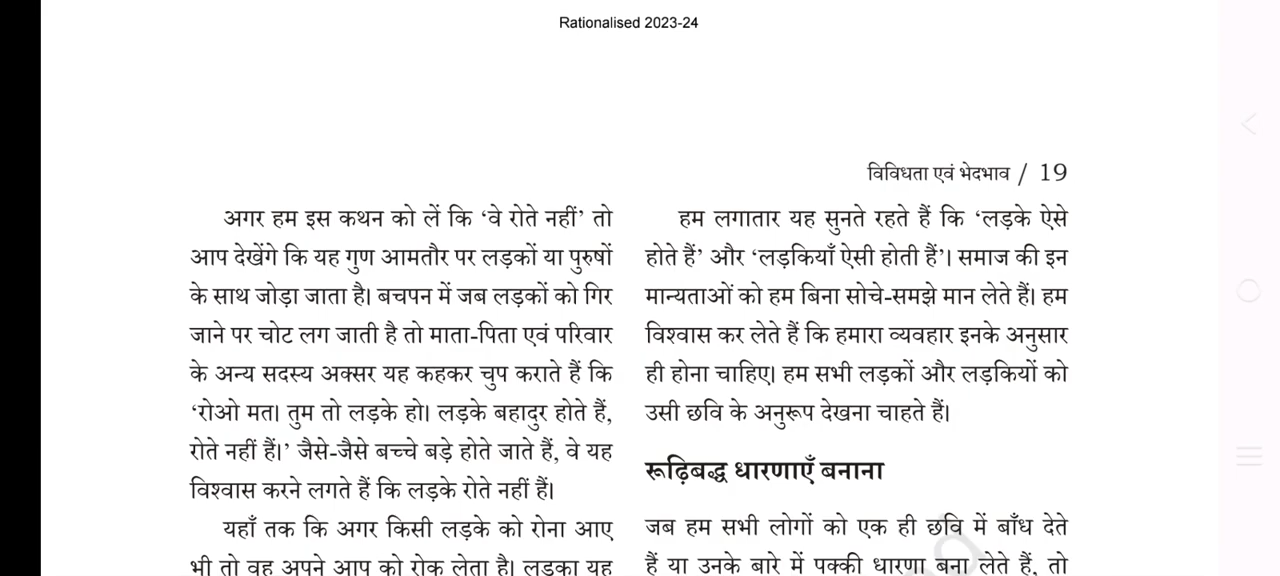 Rationalised 2023-24
विविधता एवं भेदभाव / 19
अगर हम इस कथन को लें कि ‘वे रोते नहीं’ तो
आप देखेंगे कि यह गुण आमतौर पर लड़कों या पुरुषों
के साथ जोड़ा जाता है। बचपन में जब लड़कों को गिर
जाने पर चोट लग जाती है तो माता-पिता एवं परिवार
के अन्य सदस्य अक्सर यह कहकर चुप कराते हैं कि
‘रोओ मत। तुम तो लड़के हो। लड़के बहादुर होते हैं,
रोते नहीं हैं।’ जैसे-जैसे बच्चे बड़े होते जाते हैं, वे यह
विश्वास करने लगते हैं कि लड़के रोते नहीं हैं।
यहाँ तक कि अगर किसी लड़के को रोना आए
भी तो वह अपने आप को रोक लेता है। लड़का यह
हम लगातार यह सुनते रहते हैं कि ‘लड़के ऐसे
होते हैं’ और ‘लड़कियाँ ऐसी होती हैं’। समाज की इन
मान्यताओं को हम बिना सोचे-समझे मान लेते हैं। हम
विश्वास कर लेते हैं कि हमारा व्यवहार इनके अनुसार
ही होना चाहिए। हम सभी लड़कों और लड़कियों को
उसी छवि के अनुरूप देखना चाहते हैं।
रूढ़िबद्ध धारणाएँ बनाना
जब हम सभी लोगों को एक ही छवि में बाँध देते
हैं या उनके बारे में पक्की धारणा बना लेते हैं, तो